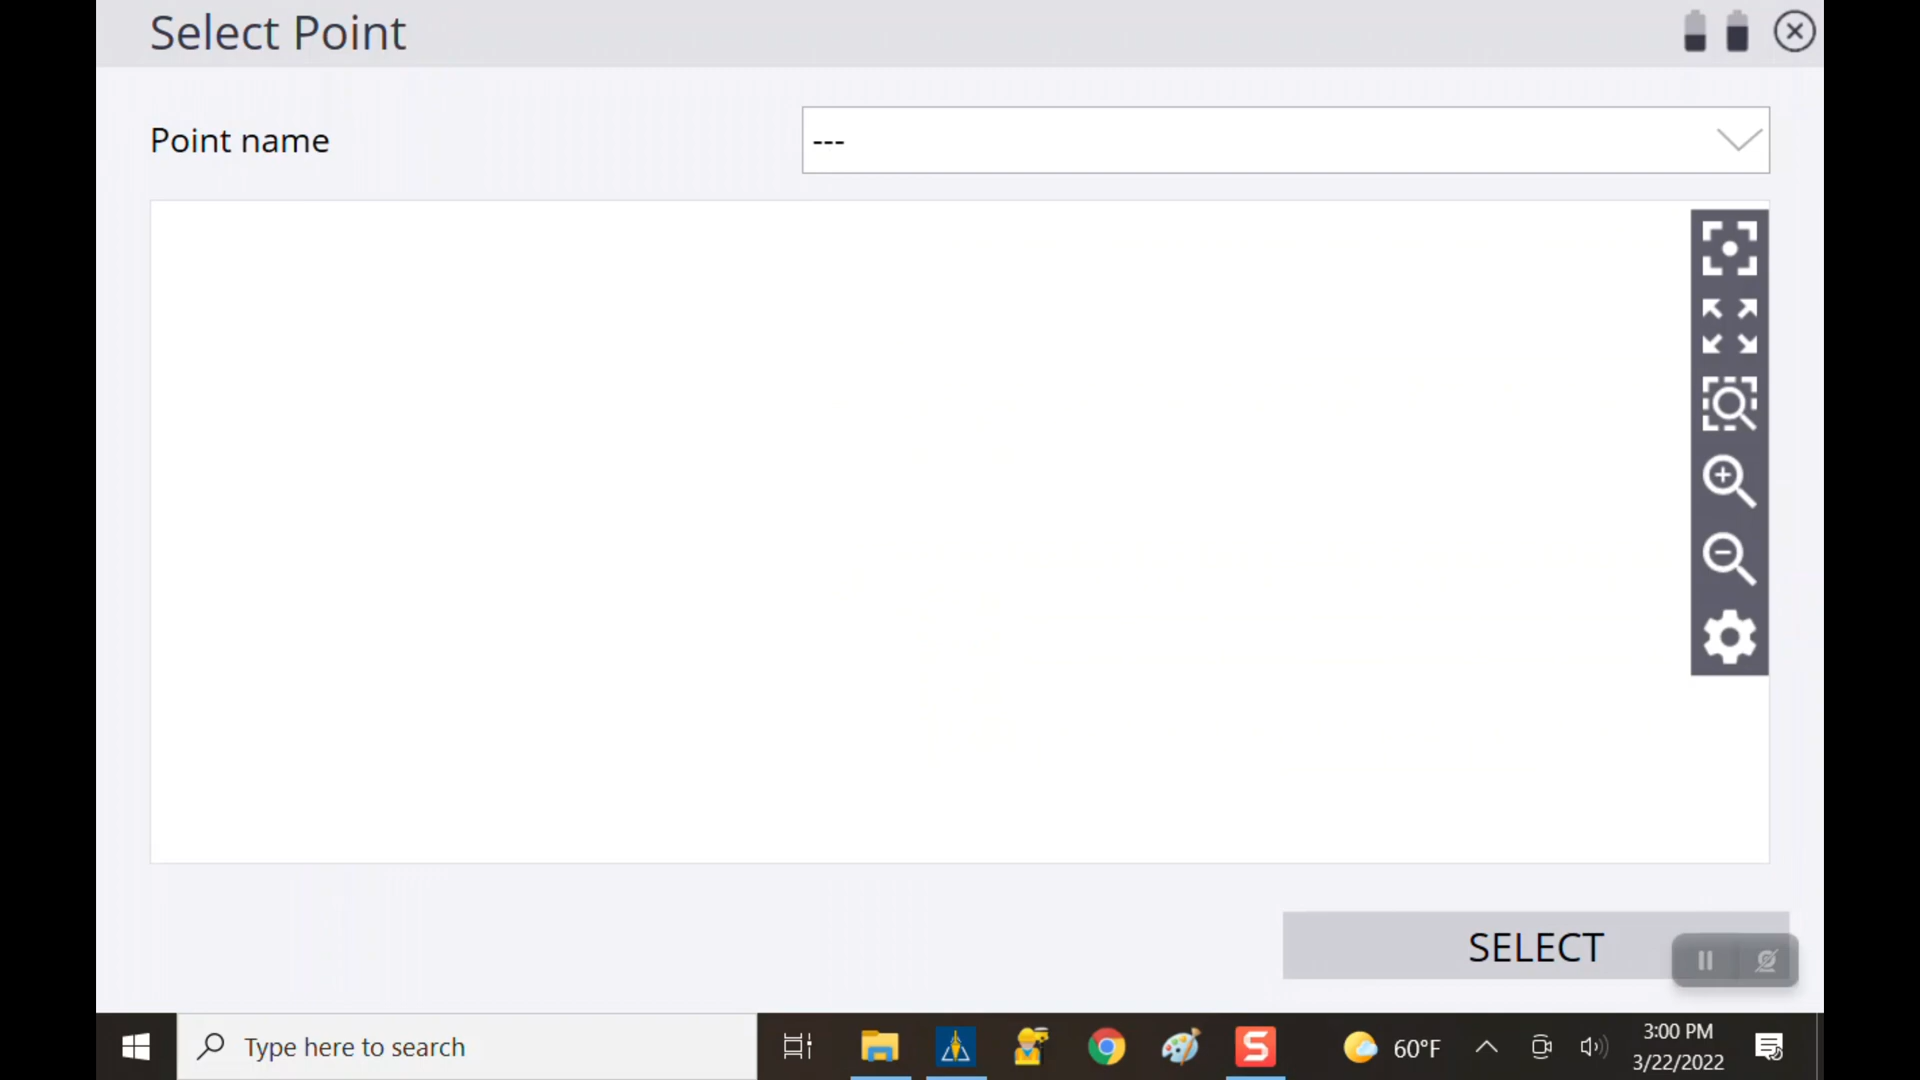 Select Point
Point name
---
SELECT
Type here to search
S
60°F
3:00 PM
3/22/2022